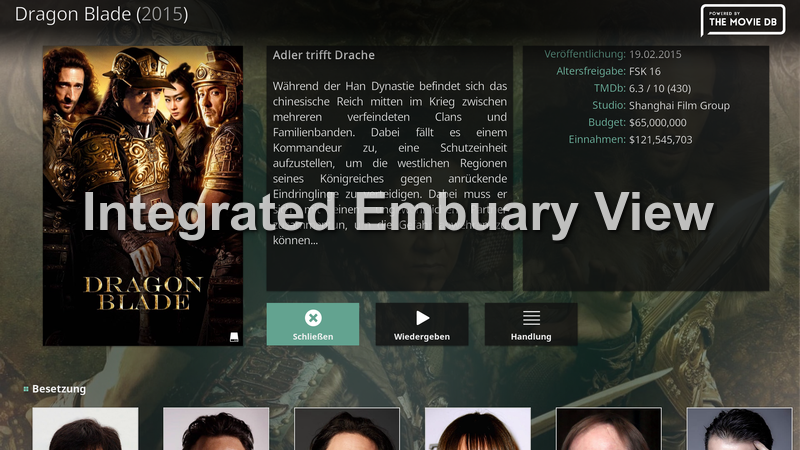 Dragon Blade (2015)
POWERED BY
THE MOVIE DB
Adler trifft Drache
Während der Han Dynastie befindet sich das
chinesische Reich mitten im Krieg zwischen
mehreren verfeindeten Clans und
Familienbanden. Dabei fällt es einem
Kommandeur zu, eine Schutzeinheit
aufzustellen, um die westlichen Regionen
seines Königreiches gegen anrückende
Eindringlinge zu verteidigen. Dabei muss er
können...
Veröffentlichung: 19.02.2015
Altersfreigabe: FSK 16
TMDb: 6.3 / 10 (430)
Studio: Shanghai Film Group
Budget: $65,000,000
Einnahmen: $121,545,703
Integrated Embuary View
DRAGON
BLADE
Schließen
Wiedergeben
Handlung
Besetzung